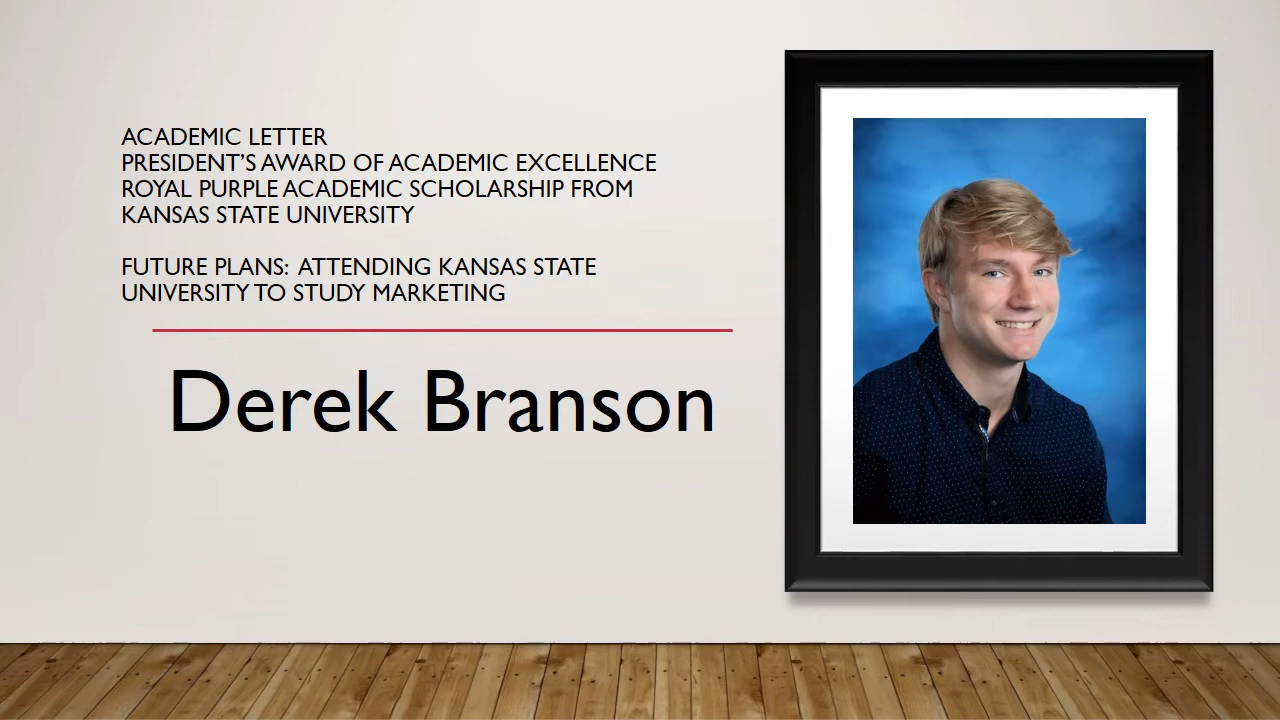 ACADEMIC LETTER
PRESIDENT’S AWARD OF ACADEMIC EXCELLENCE
ROYAL PURPLE ACADEMIC SCHOLARSHIP FROM
KANSAS STATE UNIVERSITY
FUTURE PLANS: ATTENDING KANSAS STATE
UNIVERSITY TO STUDY MARKETING
Derek Branson